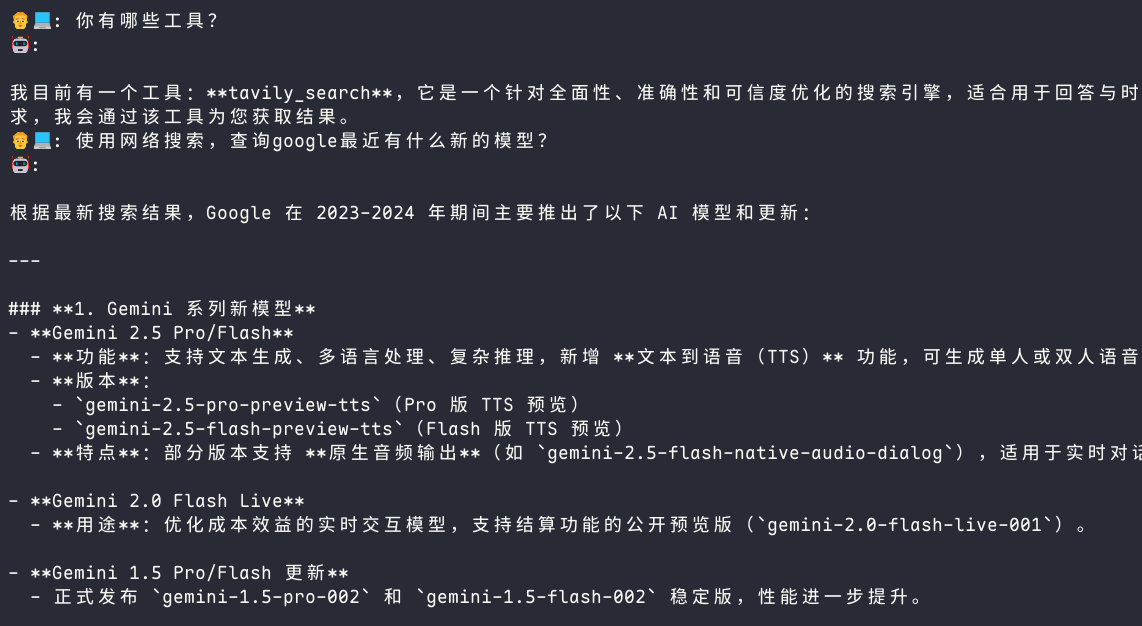 : 你有哪些工具?
:
我目前有一个工具: **tavily_search**, 它是一个针对全面性、准确性和可信度优化的搜索引擎, 适合用于回答与时
求, 我会通过该工具为您获取结果。
: 使用网络搜索, 查询google最近有什么新的模型?
:
根据最新搜索结果, Google 在 2023-2024 年期间主要推出了以下 AI 模型和更新:
---
### **1. Gemini 系列新模型**
- **Gemini 2.5 Pro/Flash**
  - **功能**: 支持文本生成、多语言处理、复杂推理, 新增 **文本到语音 (TTS) ** 功能, 可生成单人或双人语音
  - **版本**:
    - `gemini-2.5-pro-preview-tts` (Pro 版 TTS 预览)
    - `gemini-2.5-flash-preview-tts` (Flash 版 TTS 预览)
  - **特点**: 部分版本支持 **原生音频输出** (如 `gemini-2.5-flash-native-audio-dialog`) , 适用于实时对话
- **Gemini 2.0 Flash Live**
  - **用途**: 优化成本效益的实时交互模型, 支持结算功能的公开预览版 (`gemini-2.0-flash-live-001`) 。
- **Gemini 1.5 Pro/Flash 更新**
  - 正式发布 `gemini-1.5-pro-002` 和 `gemini-1.5-flash-002` 稳定版, 性能进一步提升。